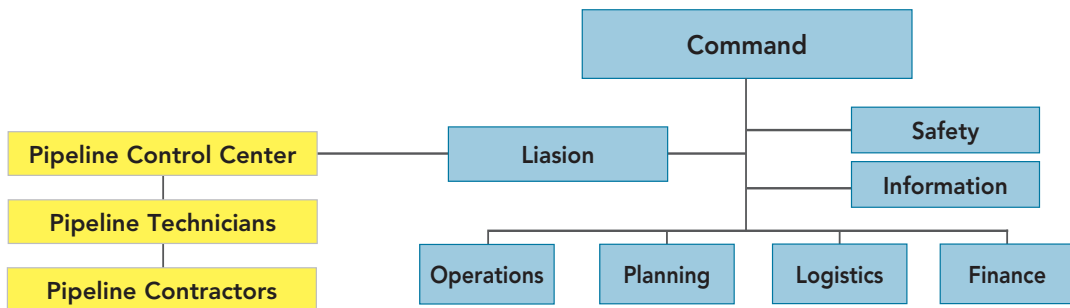 Command
Safety
Pipeline Control Center
Liasion
Information
Pipeline Technicians
Operations
Planning
Logistics
Finance
Pipeline Contractors